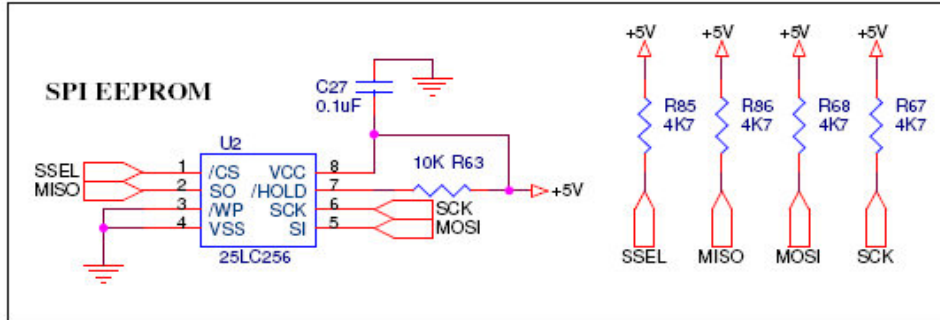 SPI EEPROM
C27
0.1uF
U2
SSEL 1 /CS VCC 8
MISO 2 SO /HOLD 7 10K R63 +5V
3 /WP SCK 6 SCK
4 VSS SI 5 MOSI
25LC256
+5V +5V +5V +5V
R85 R86 R68 R67
4K7 4K7 4K7 4K7
SSEL MISO MOSI SCK